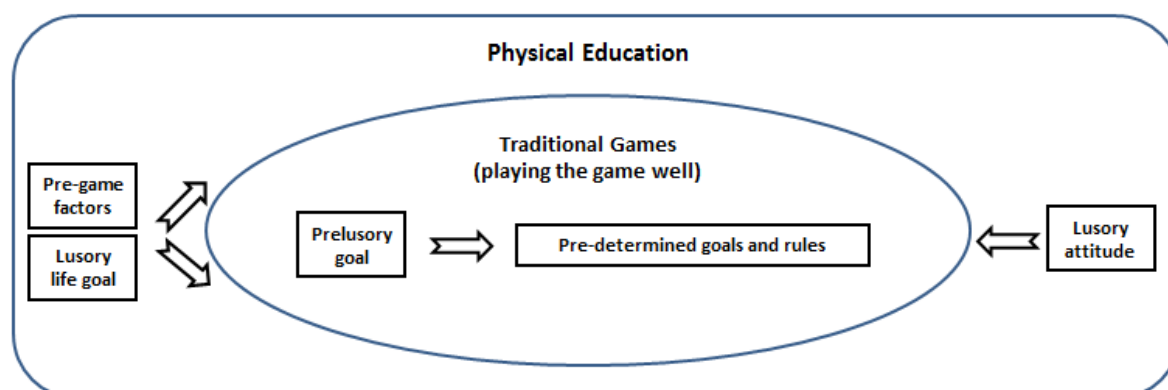 Physical Education
Traditional Games
(playing the game well)
Pre-game
factors
Lusory
life goal
Prelusory
goal
Pre-determined goals and rules
Lusory
attitude